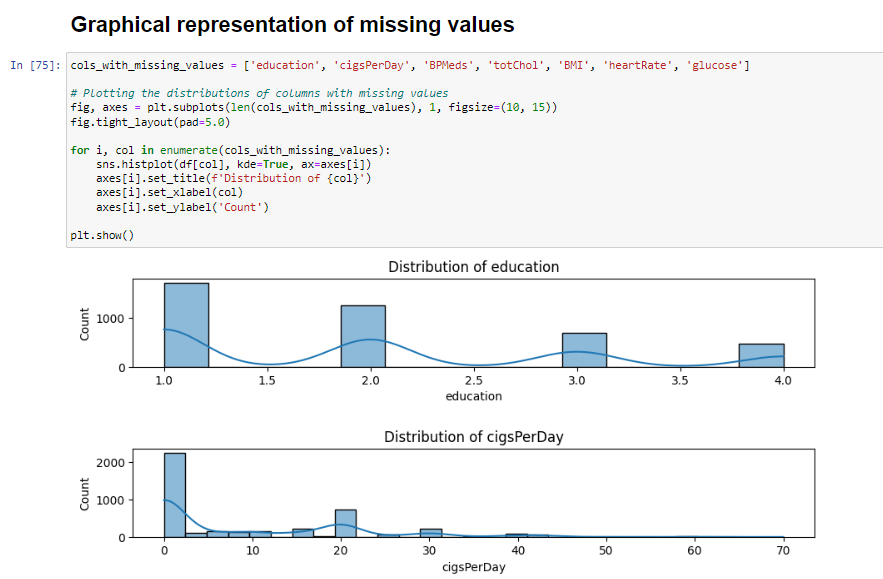 Graphical representation of missing values
In [75]: cols_with_missing_values = ['education', 'cigsPerDay', 'BPMeds', 'totChol', 'BMI', 'heartRate', 'glucose']
# Plotting the distributions of columns with missing values
fig, axes = plt.subplots(len(cols_with_missing_values), 1, figsize=(10, 15))
fig.tight_layout(pad=5.0)
for i, col in enumerate(cols_with_missing_values):
    sns.histplot(df[col], kde=True, ax=axes[i])
    axes[i].set_title(f'Distribution of {col}')
    axes[i].set_xlabel(col)
    axes[i].set_ylabel('Count')
plt.show()
Distribution of education
Count
1000
0
1.0 1.5 2.0 2.5 3.0 3.5 4.0
education
Distribution of cigsPerDay
Count
2000
1000
0
0 10 20 30 40 50 60 70
cigsPerDay